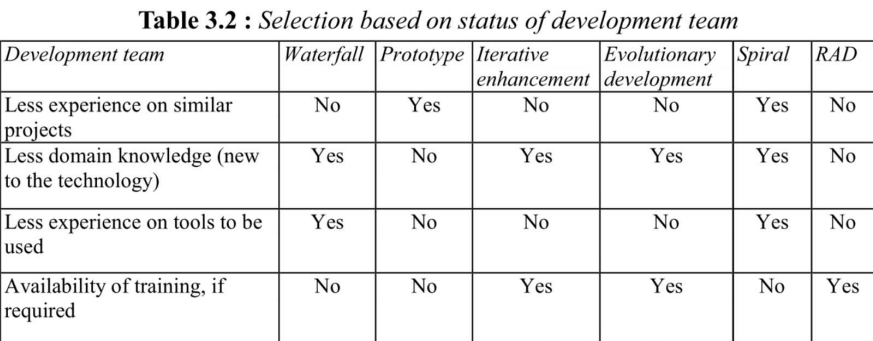 Table 3.2 : Selection based on status of development team
Development team Waterfall Prototype Iterative enhancement Evolutionary development Spiral RAD
Less experience on similar projects No Yes No No Yes No
Less domain knowledge (new to the technology) Yes No Yes Yes Yes No
Less experience on tools to be used Yes No No No Yes No
Availability of training, if required No No Yes Yes No Yes